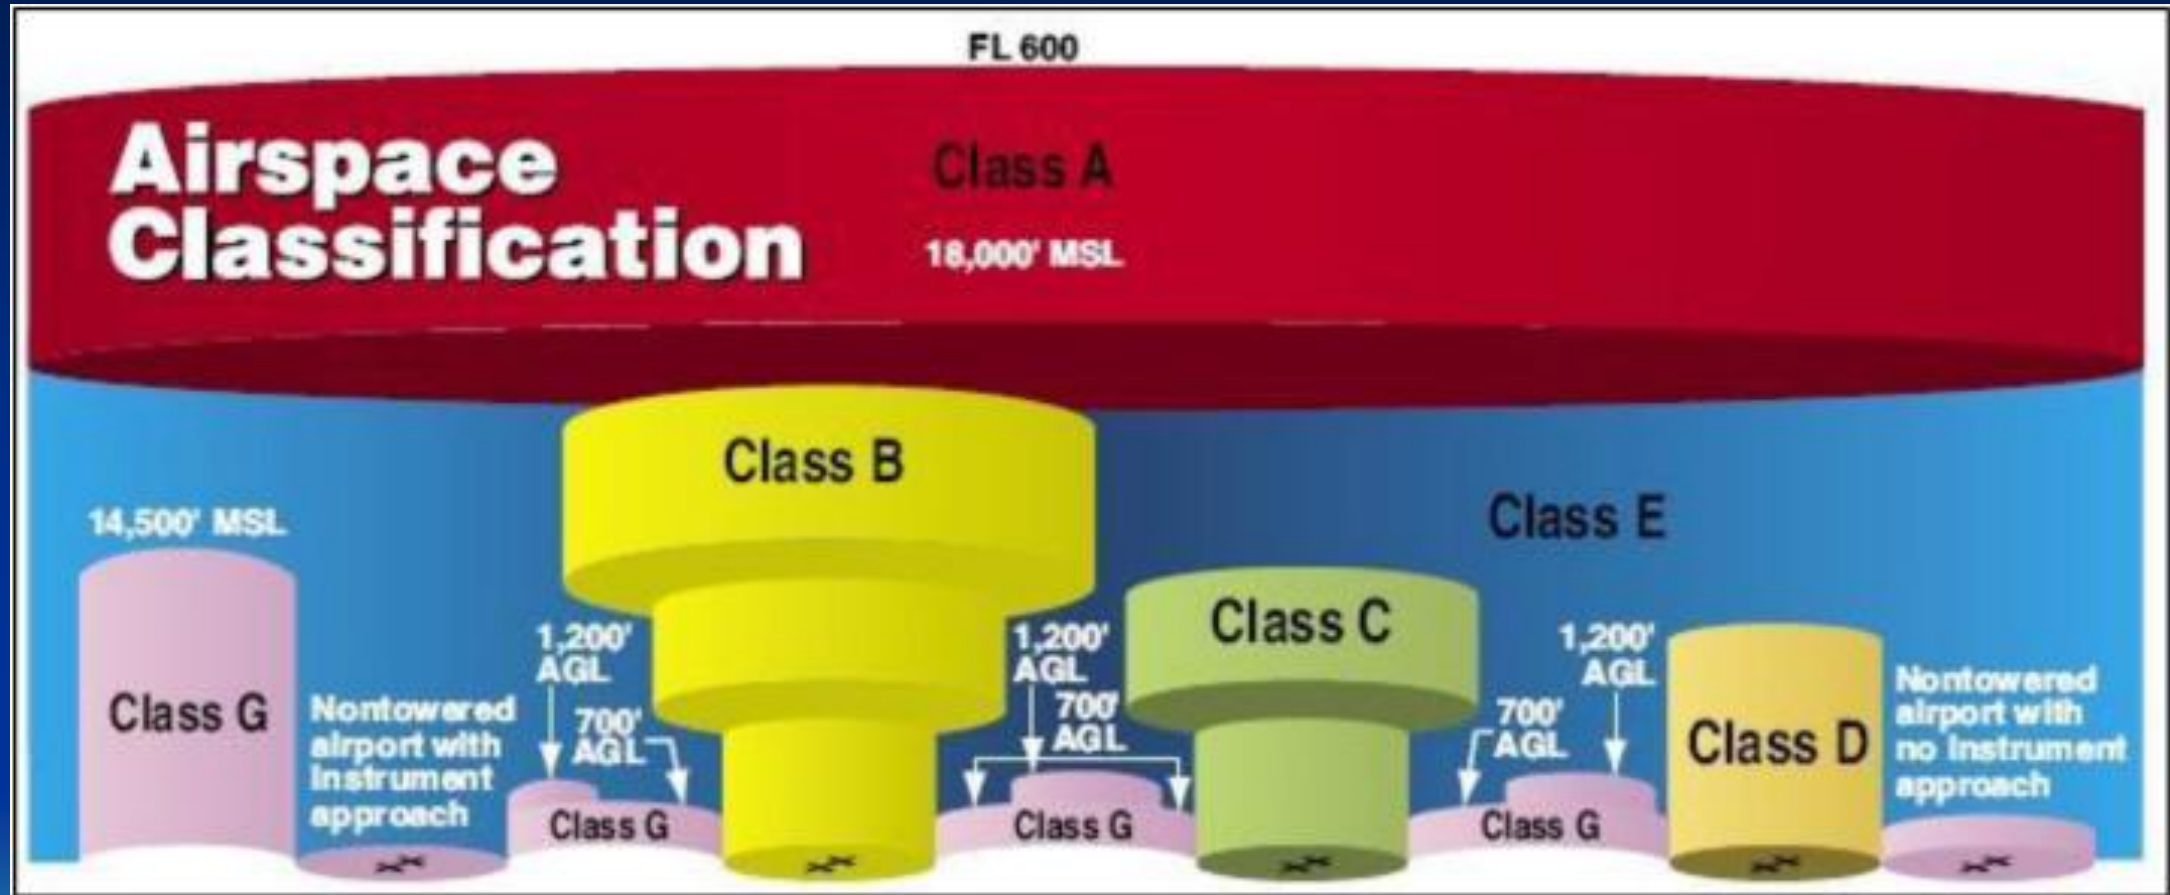 FL 600
Airspace
Classification
Class A
18,000' MSL
Class B
Class E
14,500' MSL
Class G
Nontowered
airport with
Instrument
approach
1,200'
AGL
700'
AGL
Class G
1,200'
AGL
700'
AGL
Class G
Class C
700'
AGL
1,200'
AGL
Class G
Class D
Nontowered
airport with
no Instrument
approach